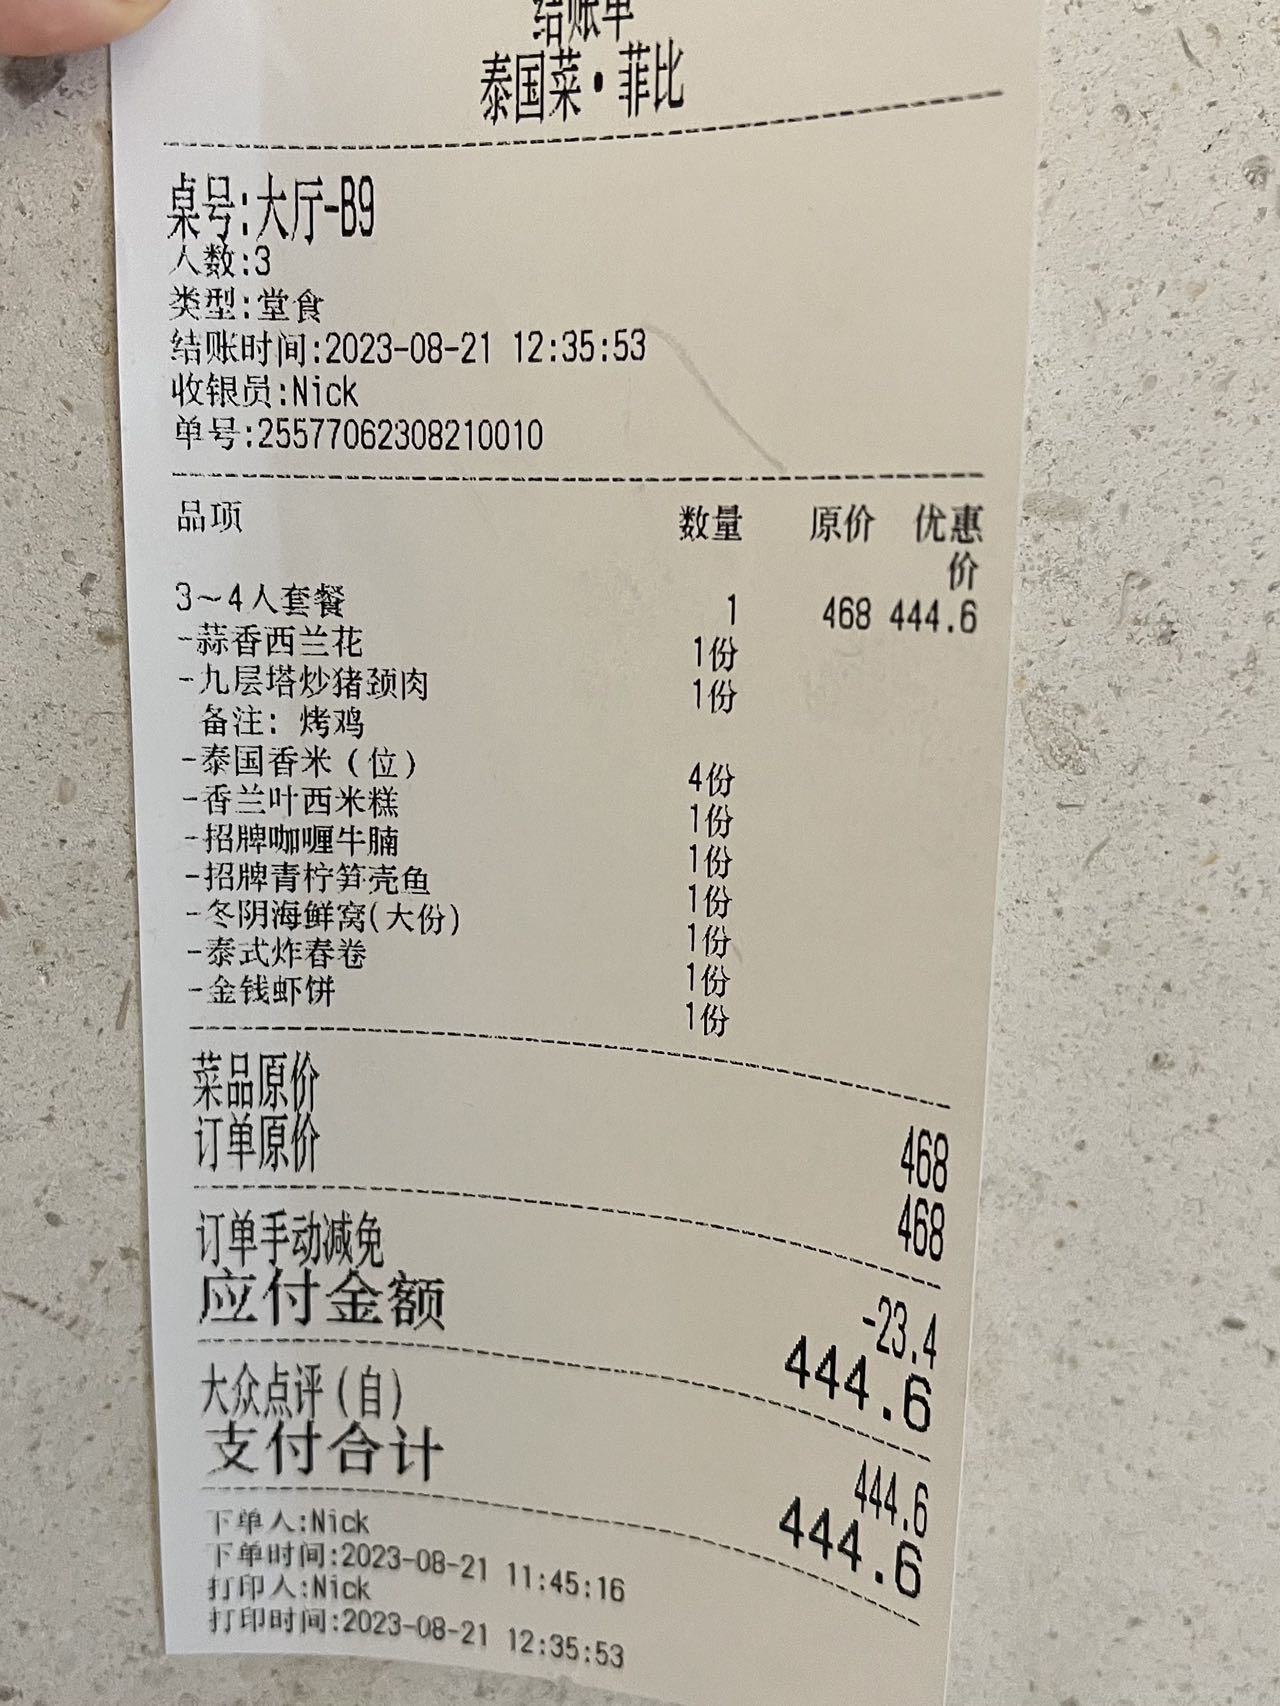 结账单
泰国菜·菲比
桌号:大厅-B9
人数:3
类型:堂食
结账时间:2023-08-21 12:35:53
收银员:Nick
单号:25577062308210010
品项 数量 原价 优惠价
3~4人套餐 1 468 444.6
-蒜香西兰花 1份
-九层塔炒猪颈肉 1份
备注: 烤鸡
-泰国香米(位) 4份
-香兰叶西米糕 1份
-招牌咖喱牛腩 1份
-招牌青柠笋壳鱼 1份
-冬阴海鲜窝(大份) 1份
-泰式炸春卷 1份
-金钱虾饼 1份
菜品原价 468
订单原价 468
订单手动减免 -23.4
应付金额 444.6
大众点评(自) 444.6
支付合计 444.6
下单人:Nick
下单时间:2023-08-21 11:45:16
打印人:Nick
打印时间:2023-08-21 12:35:53